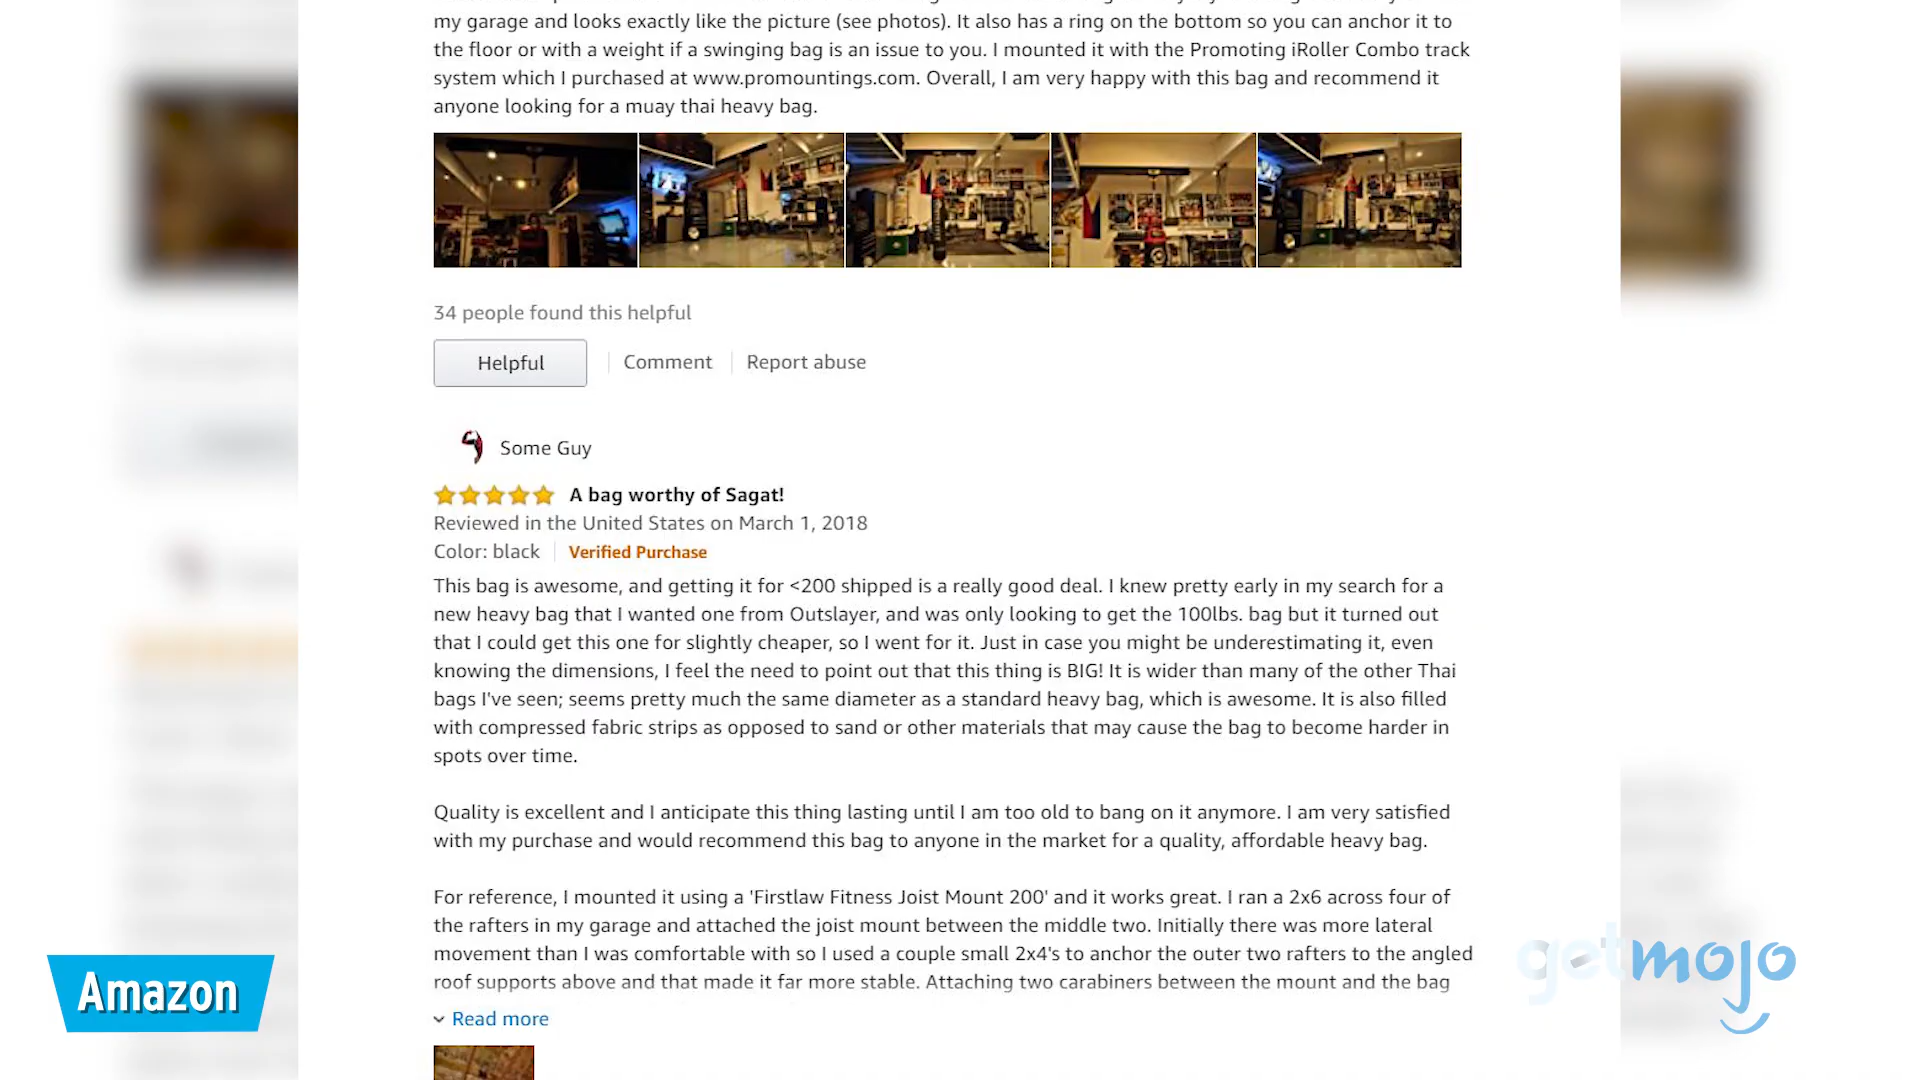 my garage and looks exactly like the picture (see photos). It also has a ring on the bottom so you can anchor it to
the floor or with a weight if a swinging bag is an issue to you. I mounted it with the Promoting iRoller Combo track
system which I purchased at www.promountings.com. Overall, I am very happy with this bag and recommend it
anyone looking for a muay thai heavy bag.
34 people found this helpful
Helpful
Comment
Report abuse
Some Guy
A bag worthy of Sagat!
Reviewed in the United States on March 1, 2018
Color: black
Verified Purchase
This bag is awesome, and getting it for <200 shipped is a really good deal. I knew pretty early in my search for a
new heavy bag that I wanted one from Outslayer, and was only looking to get the 100lbs. bag but it turned out
that I could get this one for slightly cheaper, so I went for it. Just in case you might be underestimating it, even
knowing the dimensions, I feel the need to point out that this thing is BIG! It is wider than many of the other Thai
bags I've seen; seems pretty much the same diameter as a standard heavy bag, which is awesome. It is also filled
with compressed fabric strips as opposed to sand or other materials that may cause the bag to become harder in
spots over time.
Quality is excellent and I anticipate this thing lasting until I am too old to bang on it anymore. I am very satisfied
with my purchase and would recommend this bag to anyone in the market for a quality, affordable heavy bag.
For reference, I mounted it using a 'Firstlaw Fitness Joist Mount 200' and it works great. I ran a 2x6 across four of
the rafters in my garage and attached the joist mount between the middle two. Initially there was more lateral
movement than I was comfortable with so I used a couple small 2x4's to anchor the outer two rafters to the angled
roof supports above and that made it far more stable. Attaching two carabiners between the mount and the bag
Read more
Amazon
getmojo